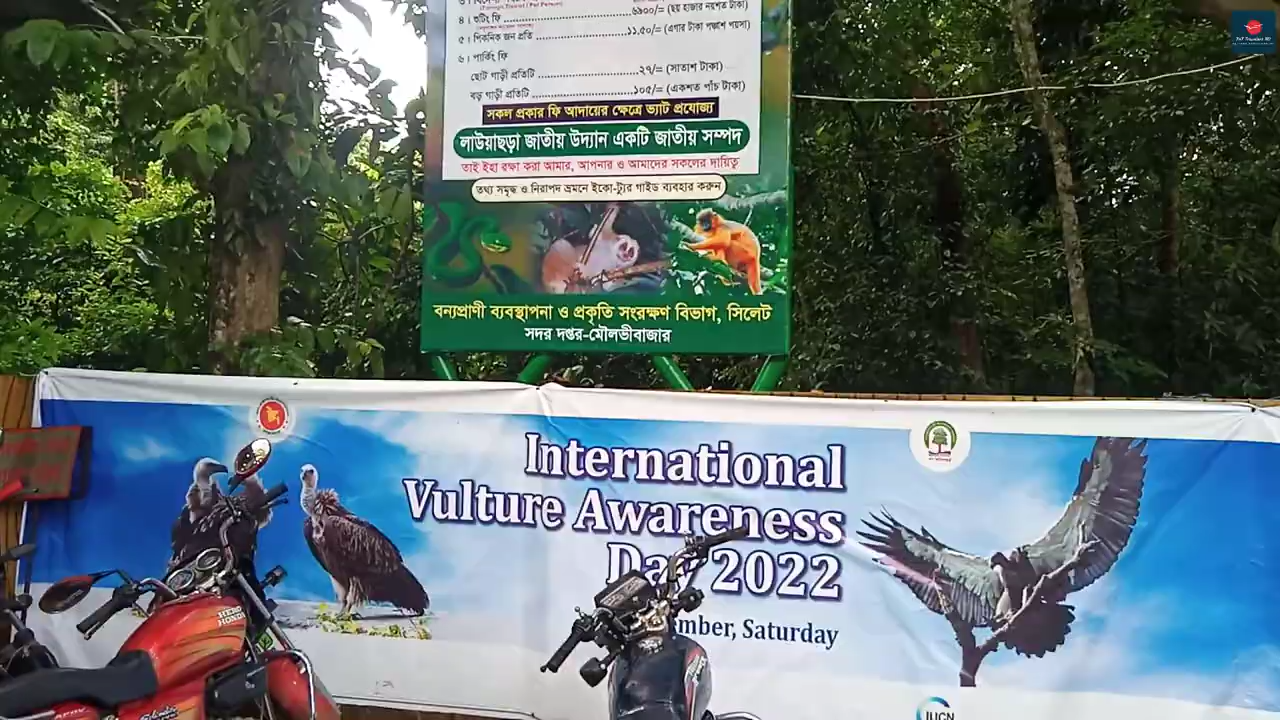 ৪। শুটিং ফি ..............................৬৯০০/= (ছয় হাজার নয়শত টাকা)
৫। পিকনিক জন প্রতি ..............................১১.৫০/= (এগার টাকা পঞ্চাশ পয়সা)
৬। পার্কিং ফি
ছোট গাড়ী প্রতিটি ..............................২৭/= (সাতাশ টাকা)
বড় গাড়ী প্রতিটি..............................১০৫/= (একশত পাঁচ টাকা)
সকল প্রকার ফি আদায়ের ক্ষেত্রে ভ্যাট প্রযোজ্য
লাউয়াছড়া জাতীয় উদ্যান একটি জাতীয় সম্পদ
তাই ইহা রক্ষা করা আমার, আপনার ও আমাদের সকলের দায়িত্ব
তথ্য সমৃদ্ধ ও নিরাপদ ভ্রমনে ইকো-ট্যুর গাইড ব্যবহার করুন
বন্যপ্রাণী ব্যবস্থাপনা ও প্রকৃতি সংরক্ষণ বিভাগ, সিলেট
সদর দপ্তর-মৌলভীবাজার
International
Vulture Awareness
Day 2022
mber, Saturday
HERO
HONDA
IUCN